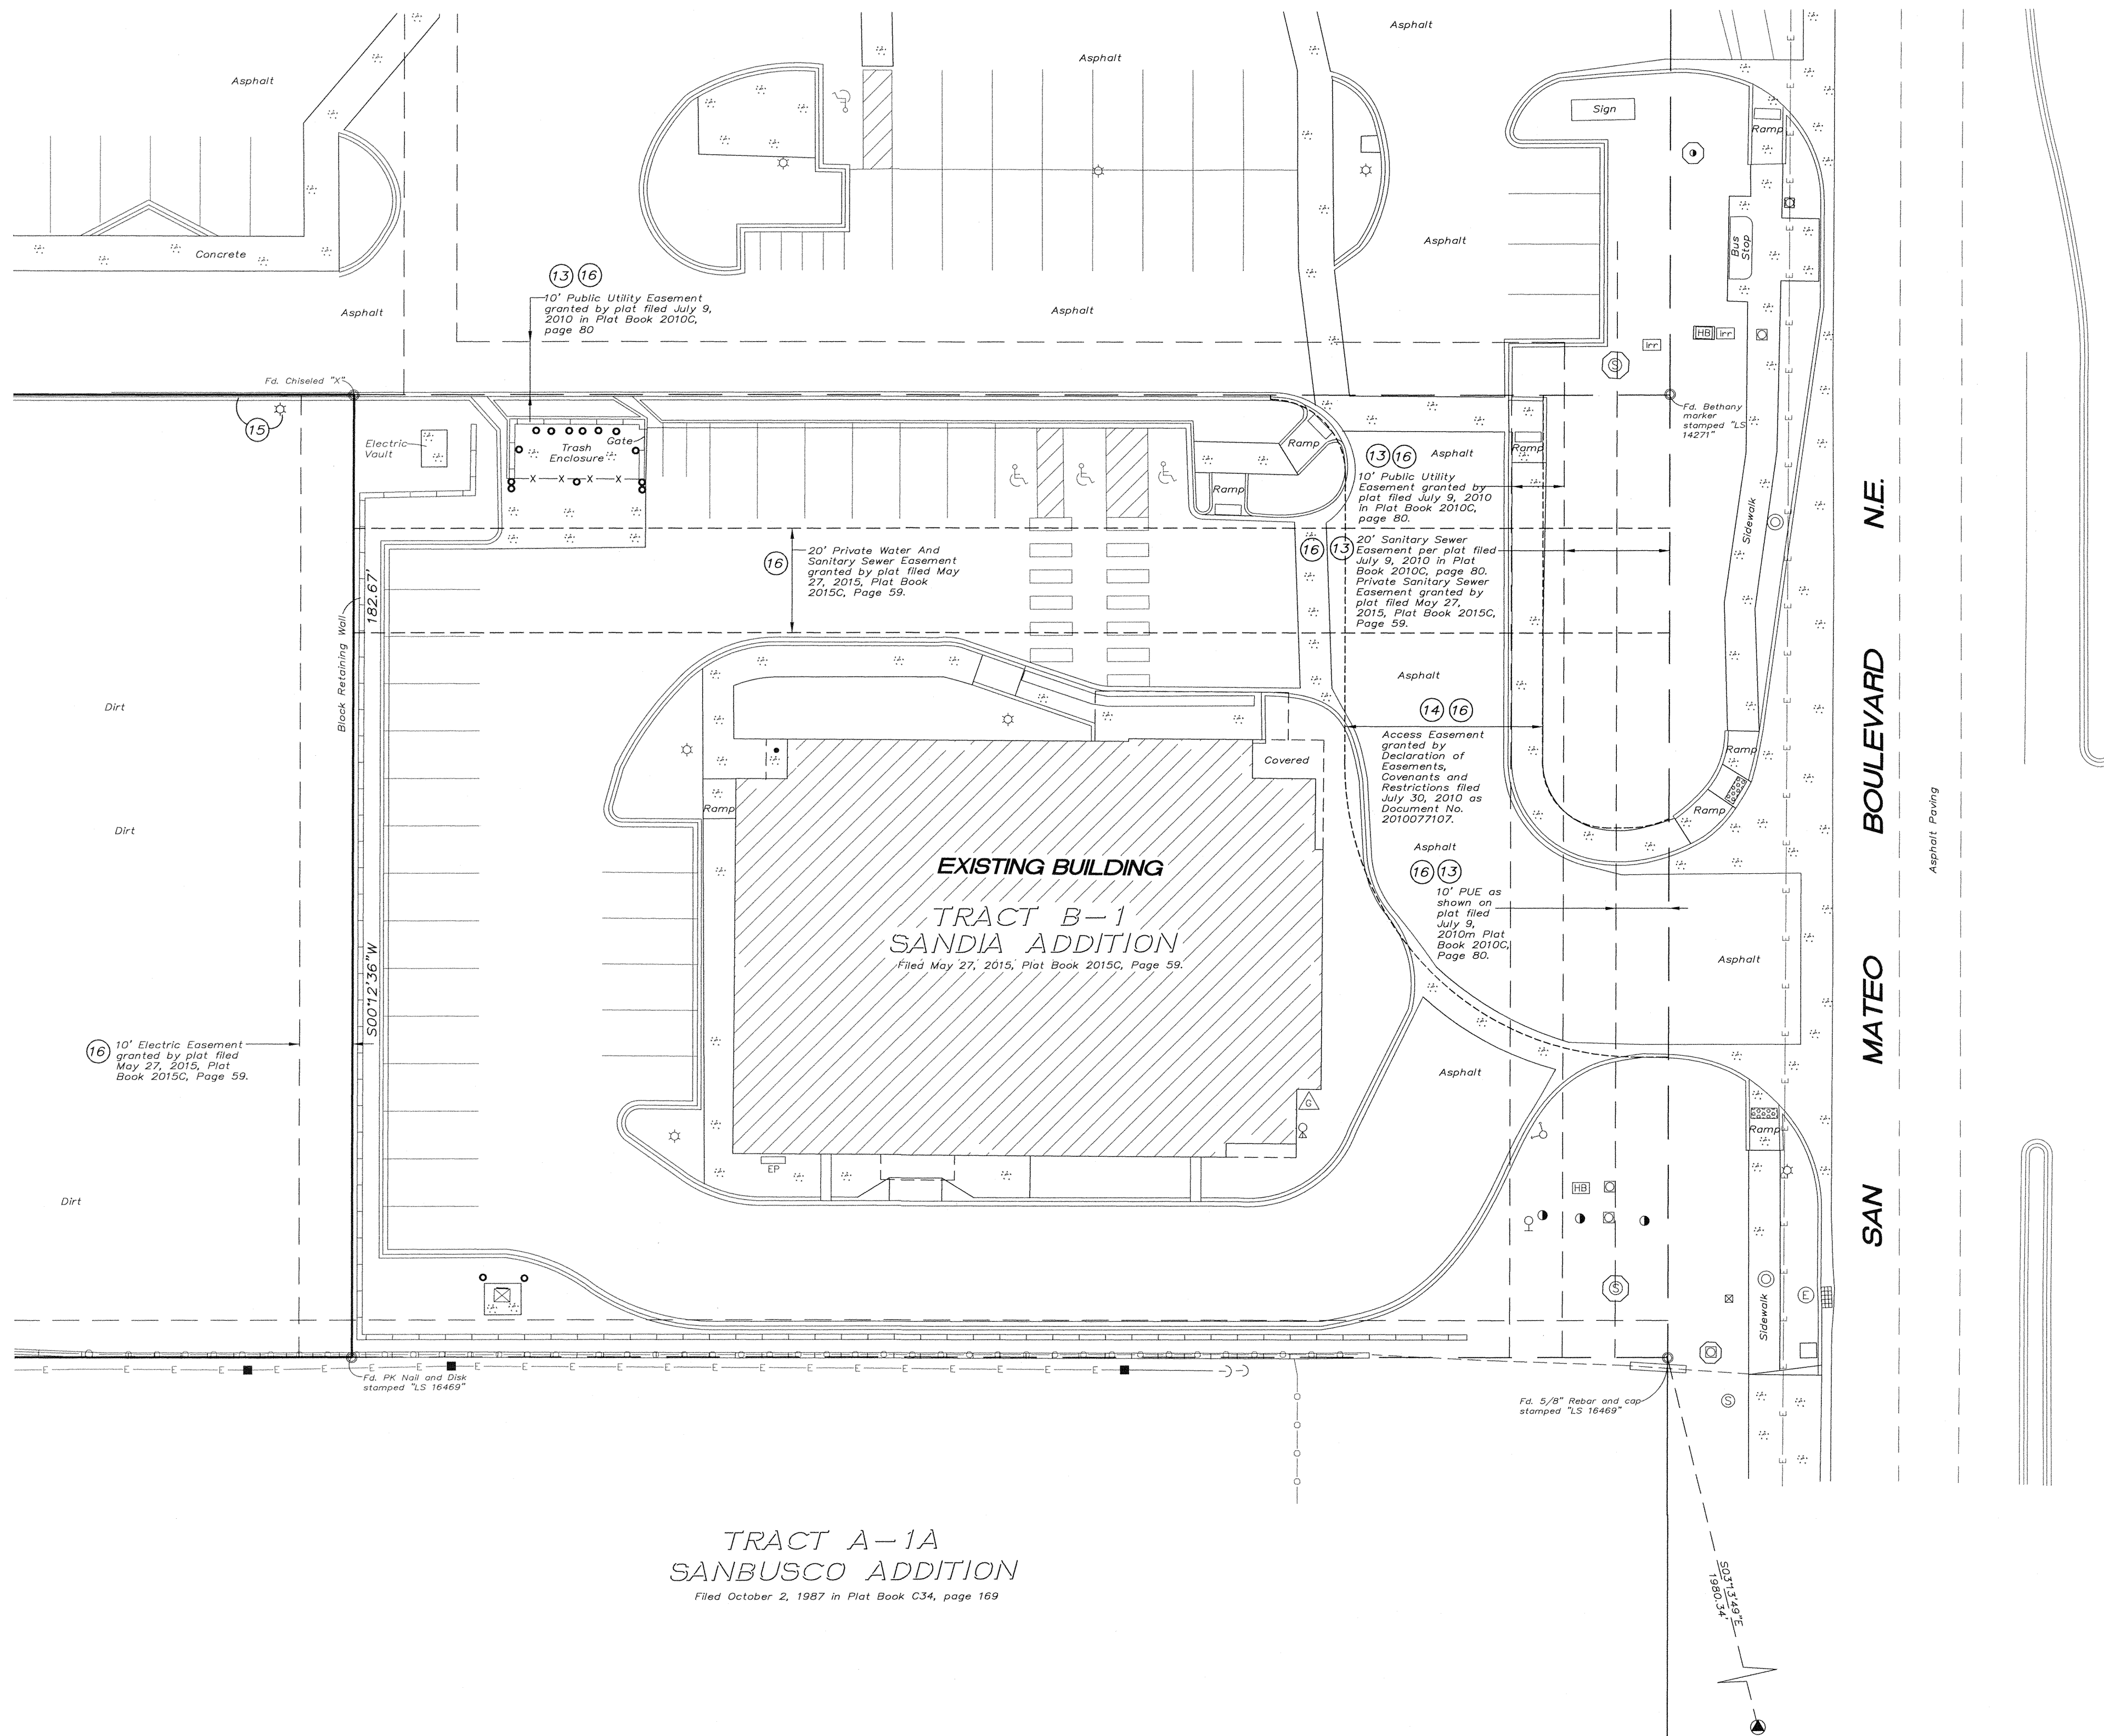 Asphalt
Asphalt
Asphalt
Sign
Ramp
Bus
Stop
Asphalt
Concrete
13 16
10' Public Utility Easement
granted by plat filed July 9,
2010 in Plat Book 2010C,
page 80
Asphalt
Asphalt
HB
Irr
Irr
S
Fd. Chiseled "X"
15
Fd. Bethany
marker
stamped "LS
14271"
Electric
Vault
Trash
Enclosure
Gate
X X X X
Ramp
Ramp
Ramp
13 16
Asphalt
10' Public Utility
Easement granted by
plat filed July 9, 2010
in Plat Book 2010C,
page 80.
16 13
20' Sanitary Sewer
Easement per plat filed
July 9, 2010 in Plat
Book 2010C, page 80.
Private Sanitary Sewer
Easement granted by
plat filed May 27,
2015, Plat Book 2015C,
Page 59.
16
20' Private Water And
Sanitary Sewer Easement
granted by plat filed May
27, 2015, Plat Book
2015C, Page 59.
Sidewalk
182.67'
Block Retaining Wall
S00°12'36"W
Dirt
Dirt
Dirt
Asphalt
14 16
Access Easement
granted by
Declaration of
Easements,
Covenants and
Restrictions filed
July 30, 2010 as
Document No.
2010077107.
Covered
Ramp
Ramp
Ramp
Asphalt
16 13
10' PUE as
shown on
plat filed
July 9,
2010m Plat
Book 2010C,
Page 80.
EXISTING BUILDING
TRACT B-1
SANDIA ADDITION
Filed May 27, 2015, Plat Book 2015C, Page 59.
Asphalt
Asphalt
16
10' Electric Easement
granted by plat filed
May 27, 2015, Plat
Book 2015C, Page 59.
G
EP
Ramp
HB
S
E
Sidewalk
SAN MATEO BOULEVARD N.E.
Asphalt Paving
E E E E E E E E E E E E E E E
Fd. PK Nail and Disk
stamped "LS 16469"
Fd. 5/8" Rebar and cap
stamped "LS 16469"
S
TRACT A-1A
SANBUSCO ADDITION
Filed October 2, 1987 in Plat Book C34, page 169
S03°13'49"E
1980.34'